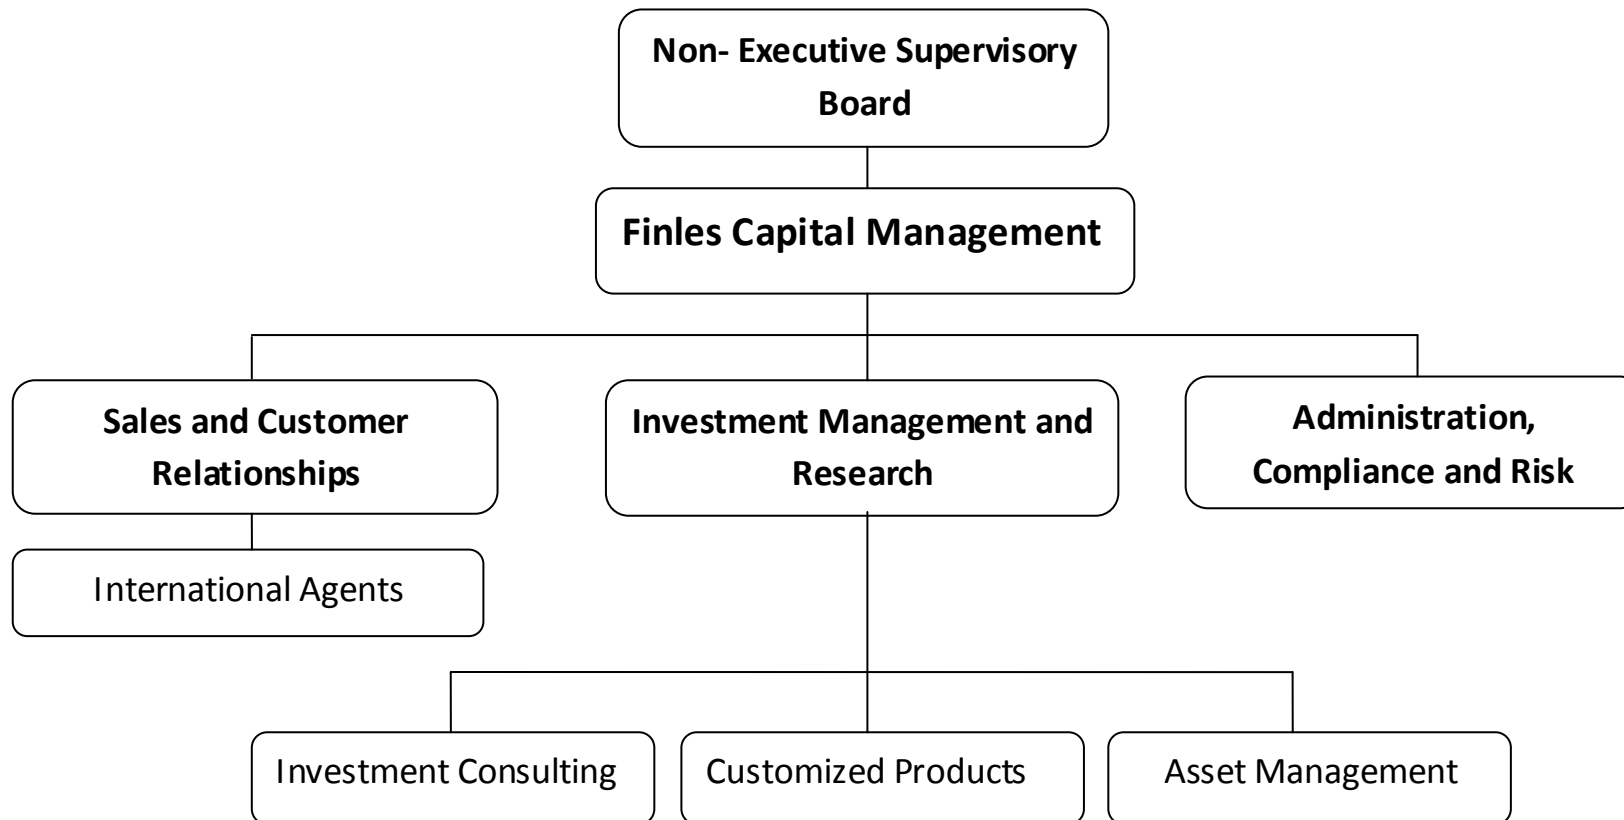 Non- Executive Supervisory
Board
Finles Capital Management
Sales and Customer
Relationships
Investment Management and
Research
Administration,
Compliance and Risk
International Agents
Investment Consulting
Customized Products
Asset Management